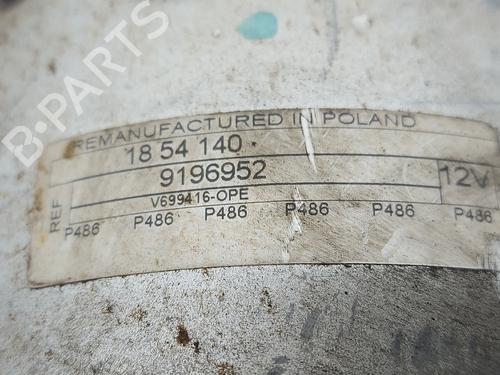 B-PARTS
REMANUFACTURED IN POLAND
18 54 140
9196952
12V
REF
V699416-OPE
P486 P486 P486 P486 P486 P486